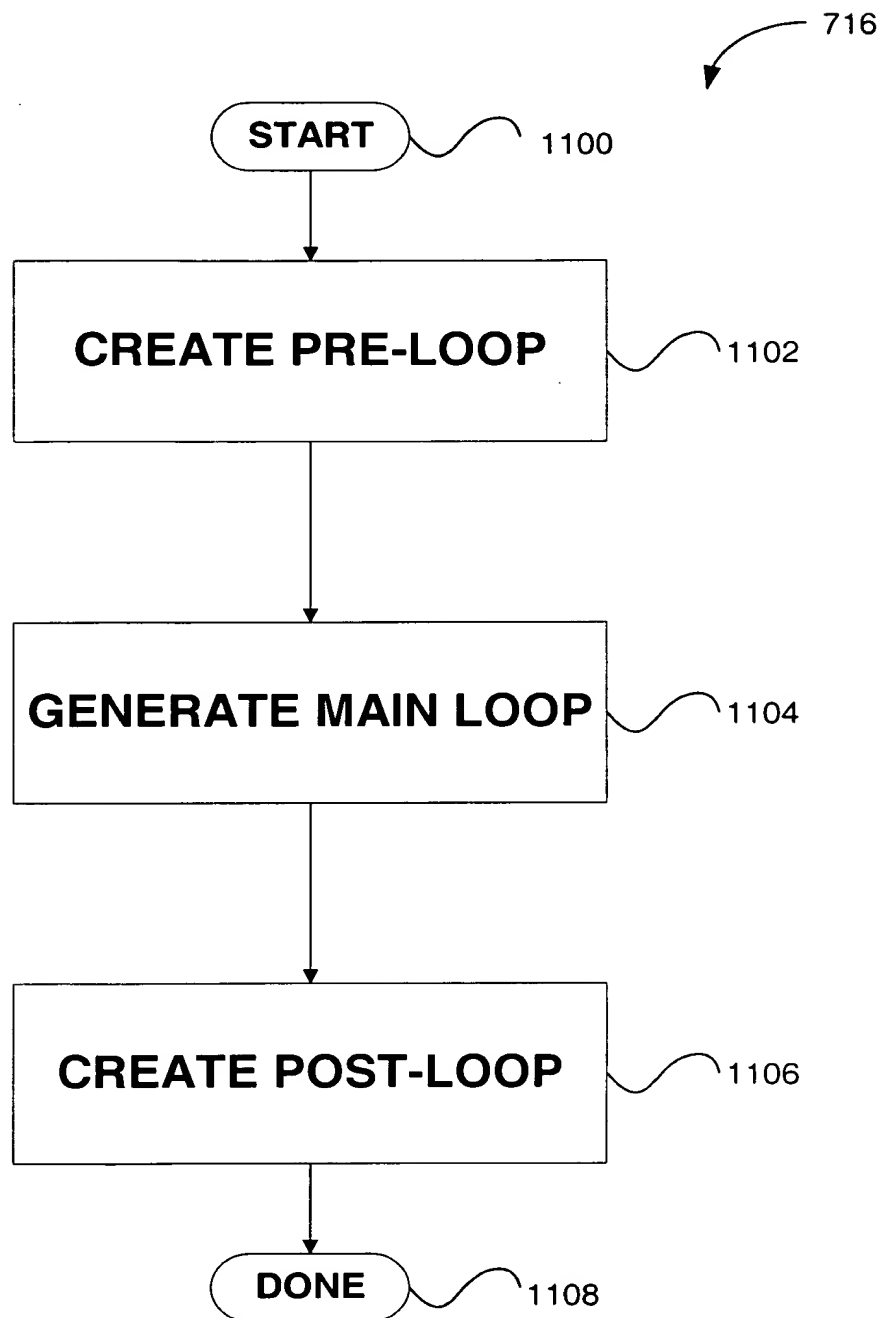 716
START
1100
CREATE PRE-LOOP
1102
GENERATE MAIN LOOP
1104
CREATE POST-LOOP
1106
DONE
1108